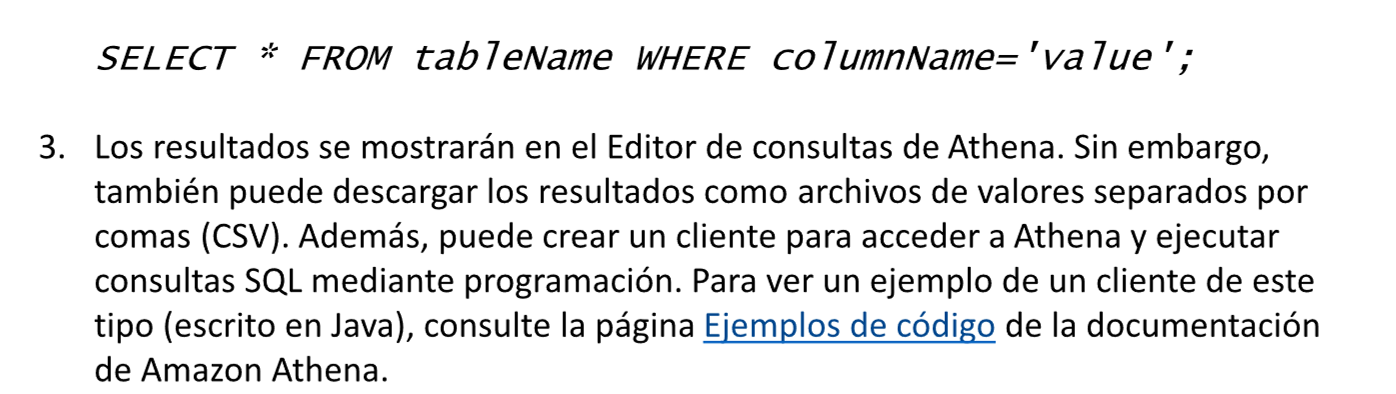 SELECT * FROM tableName WHERE columnName='value';
3. Los resultados se mostrarán en el Editor de consultas de Athena. Sin embargo,
también puede descargar los resultados como archivos de valores separados por
comas (CSV). Además, puede crear un cliente para acceder a Athena y ejecutar
consultas SQL mediante programación. Para ver un ejemplo de un cliente de este
tipo (escrito en Java), consulte la página Ejemplos de código de la documentación
de Amazon Athena.